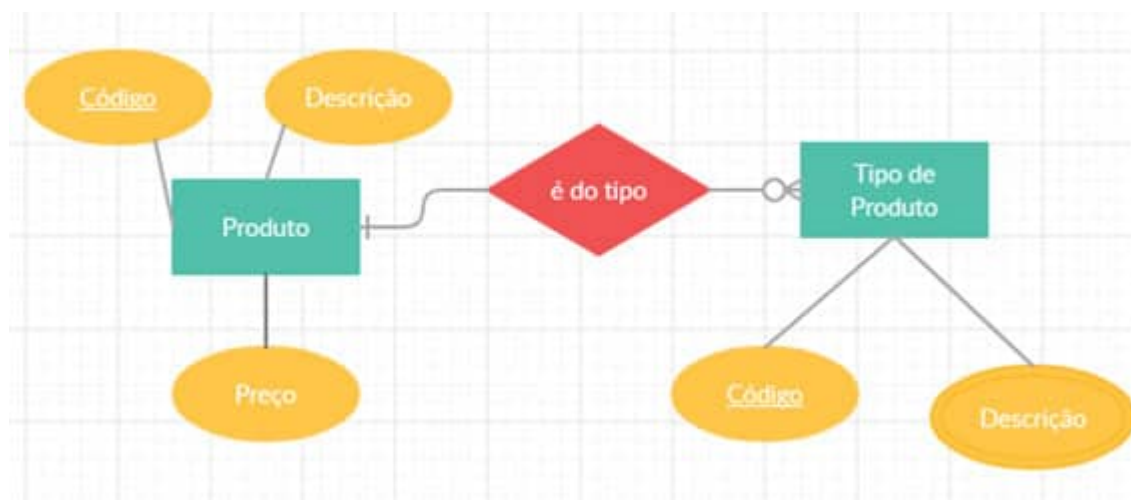 Código
Descrição
Produto
é do tipo
Tipo de
Produto
Preço
Código
Descrição